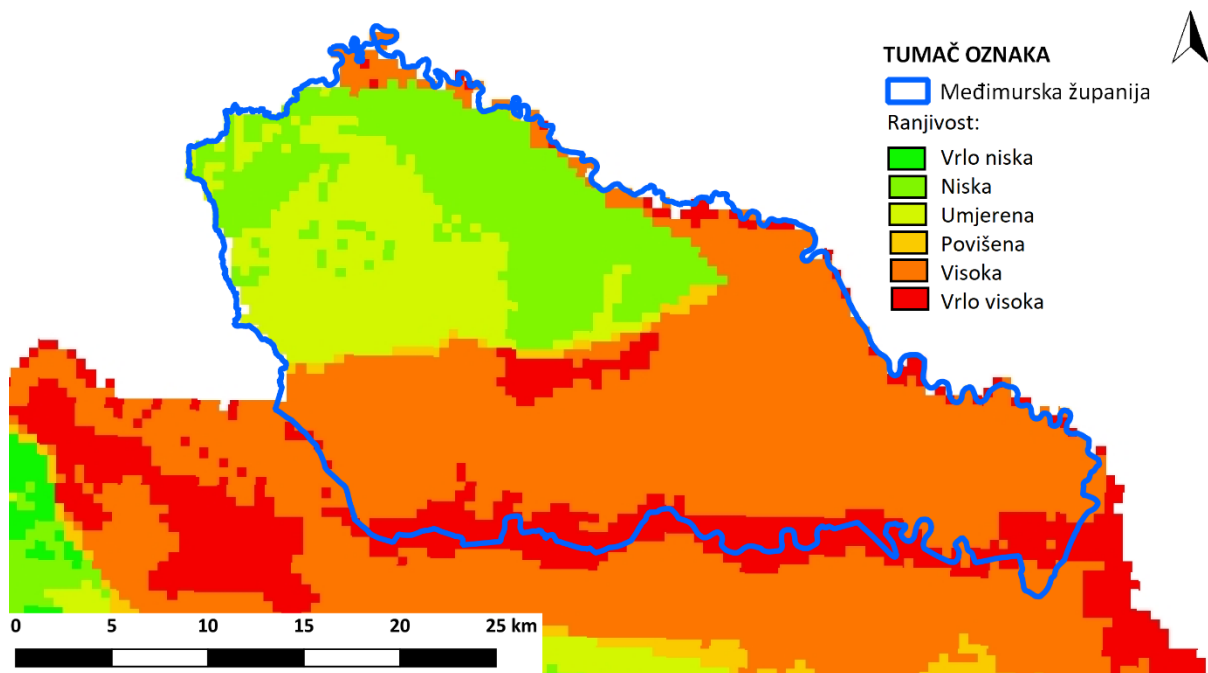 TUMAČ OZNAKA
Međimurska županija
Ranjivost:
Vrlo niska
Niska
Umjerena
Povišena
Visoka
Vrlo visoka
0 5 10 15 20 25 km